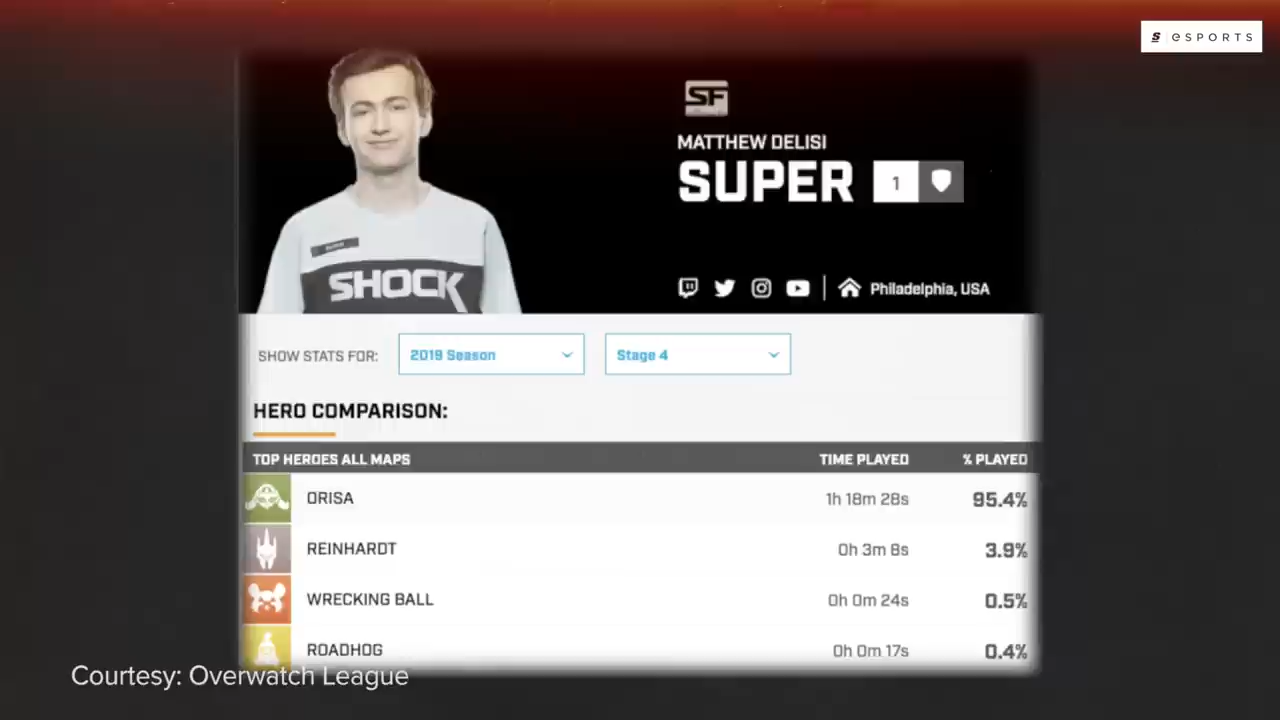 S eSPORTS
SF
MATTHEW DELISI
SUPER 1
Philadelphia, USA
SHOCK
SHOW STATS FOR: 2019 Season Stage 4
HERO COMPARISON:
TOP HEROES ALL MAPS TIME PLAYED % PLAYED
ORISA 1h 18m 28s 95.4%
REINHARDT 0h 3m 8s 3.9%
WRECKING BALL 0h 0m 24s 0.5%
ROADHOG 0h 0m 17s 0.4%
Courtesy: Overwatch League